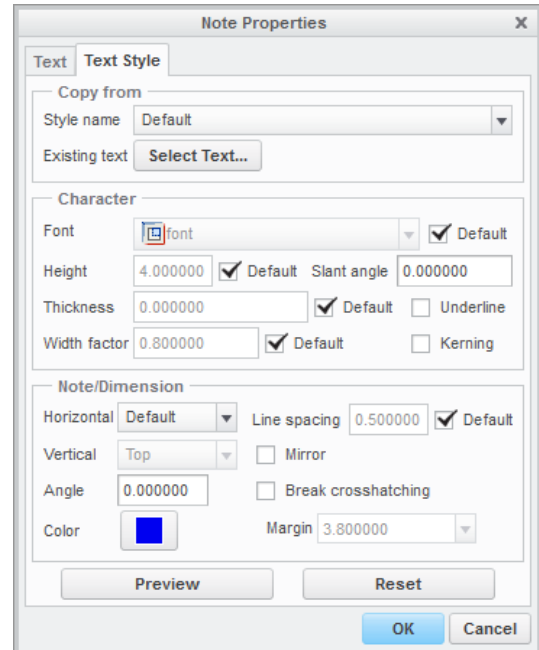 Note Properties
Text Text Style
Copy from
Style name Default
Existing text Select Text...
Character
Font font Default
Height 4.000000 Default Slant angle 0.000000
Thickness 0.000000 Default Underline
Width factor 0.800000 Default Kerning
Note/Dimension
Horizontal Default Line spacing 0.500000 Default
Vertical Top Mirror
Angle 0.000000 Break crosshatching
Color Margin 3.800000
Preview Reset
OK Cancel